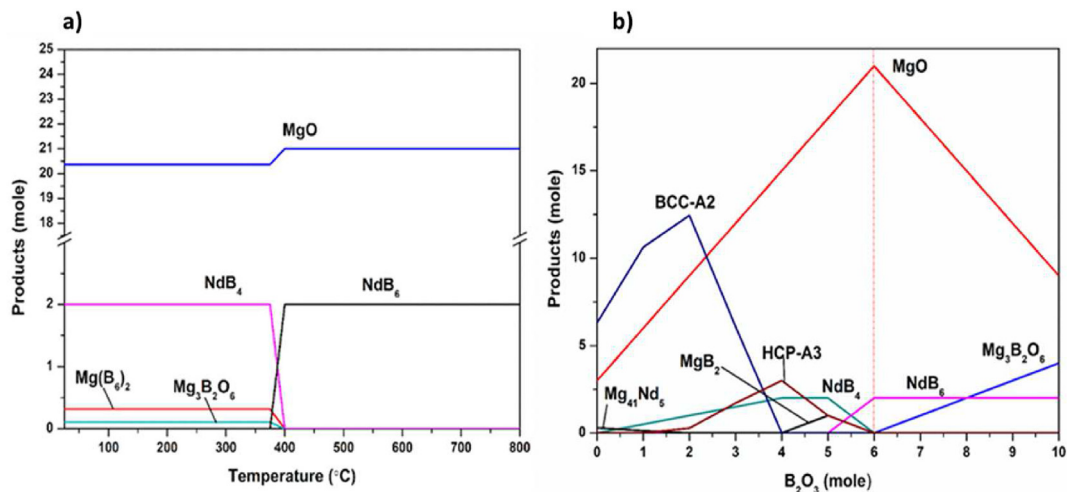 a)
25
24
23
22
21
20
19
18
2
1
0
Products (mole)
MgO
NdB4
NdB6
Mg(B6)2
Mg3B2O6
100
200
300
400
500
600
700
800
Temperature (°C)
b)
20
15
10
5
0
Products (mole)
MgO
BCC-A2
Mg3B2O6
HCP-A3
MgB2
NdB4
NdB6
Mg41Nd5
0
1
2
3
4
5
6
7
8
9
10
B2O3 (mole)